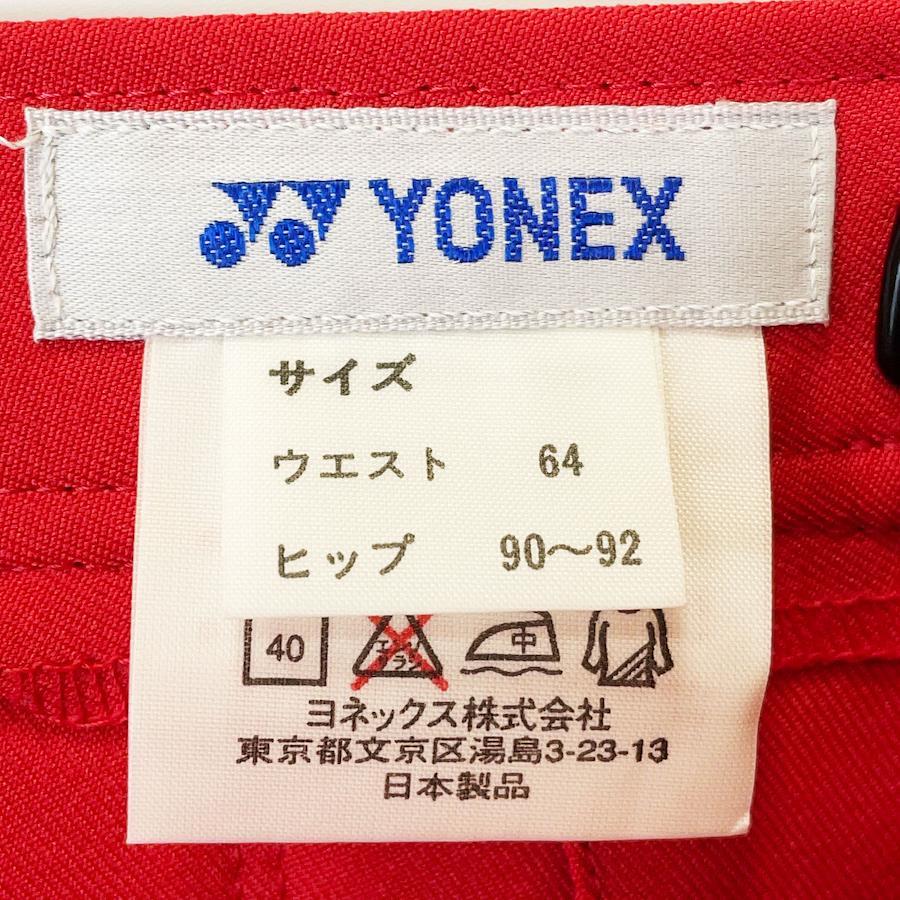 YONEX
サイズ
ウエスト 64
ヒップ 90〜92
40
中
ヨネックス株式会社
東京都文京区湯島3-23-13
日本製品